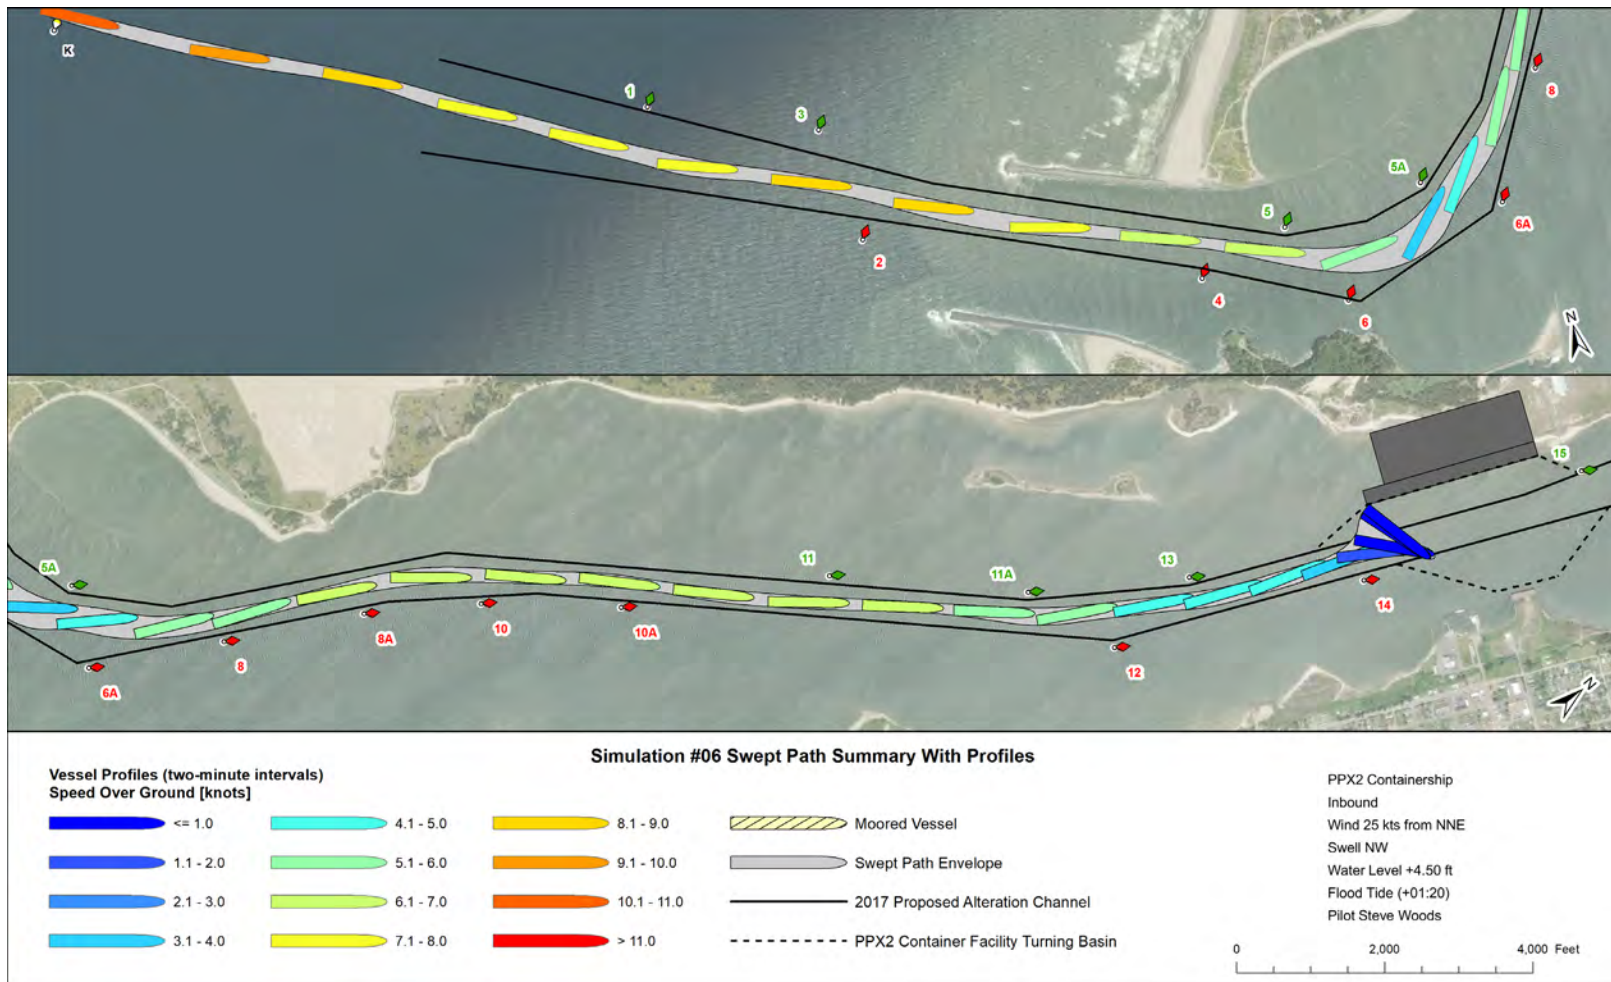 K
1
3
5
5A
8
6A
2
4
6
N
5A
6A
8
8A
10
10A
11
11A
12
13
14
15
N
Simulation #06 Swept Path Summary With Profiles
Vessel Profiles (two-minute intervals)
Speed Over Ground [knots]
<= 1.0
1.1 - 2.0
2.1 - 3.0
3.1 - 4.0
4.1 - 5.0
5.1 - 6.0
6.1 - 7.0
7.1 - 8.0
8.1 - 9.0
9.1 - 10.0
10.1 - 11.0
> 11.0
Moored Vessel
Swept Path Envelope
2017 Proposed Alteration Channel
PPX2 Container Facility Turning Basin
PPX2 Containership
Inbound
Wind 25 kts from NNE
Swell NW
Water Level +4.50 ft
Flood Tide (+01:20)
Pilot Steve Woods
0 2,000 4,000 Feet